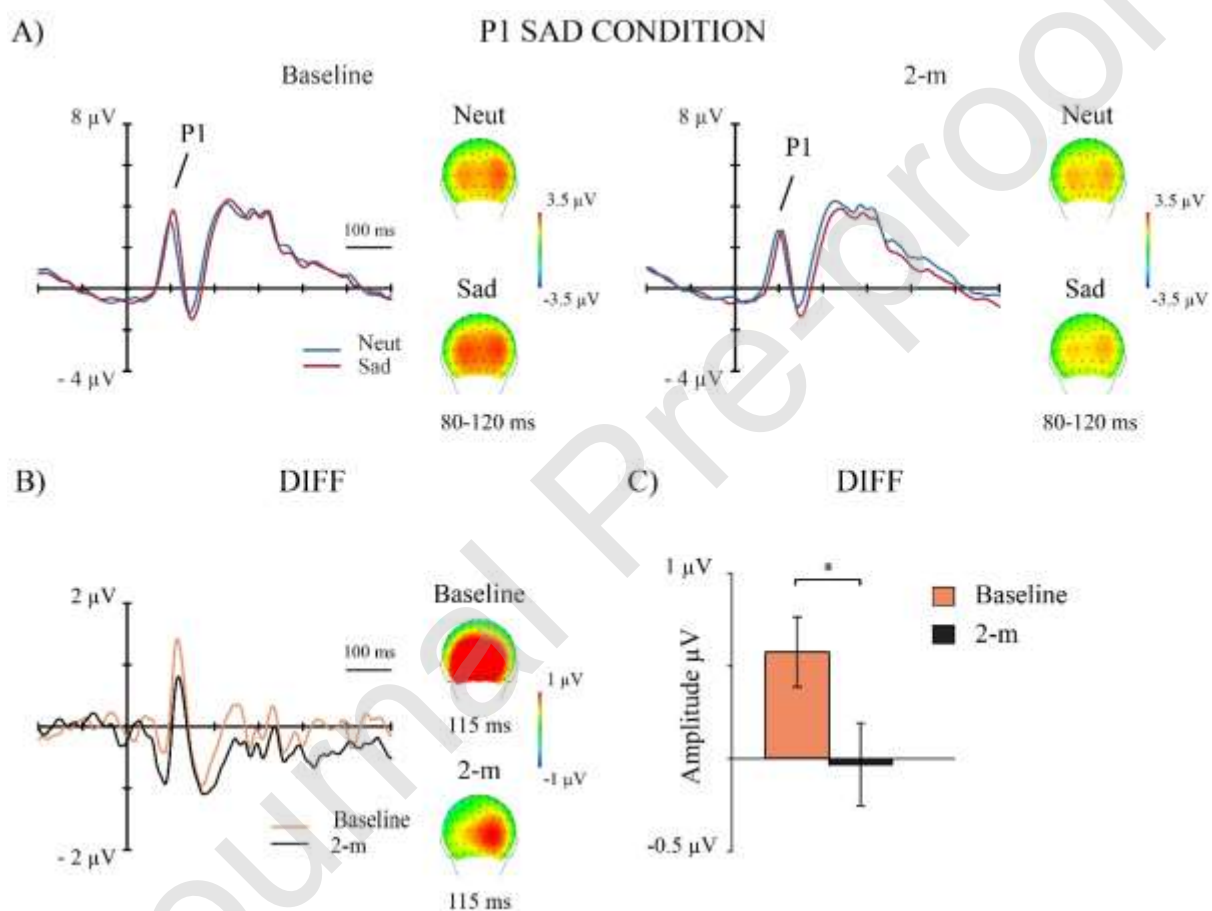 A)
P1 SAD CONDITION
Baseline
2-m
8 µV
P1
Neut
3.5 µV
100 ms
-3.5 µV
Sad
Neut
Sad
- 4 µV
80-120 ms
8 µV
P1
Neut
3.5 µV
-3.5 µV
Sad
- 4 µV
80-120 ms
B)
DIFF
2 µV
Baseline
100 ms
1 µV
115 ms
2-m
-1 µV
Baseline
2-m
- 2 µV
115 ms
C)
DIFF
1 µV
*
Baseline
2-m
Amplitude µV
-0.5 µV
Journal Pre-proof